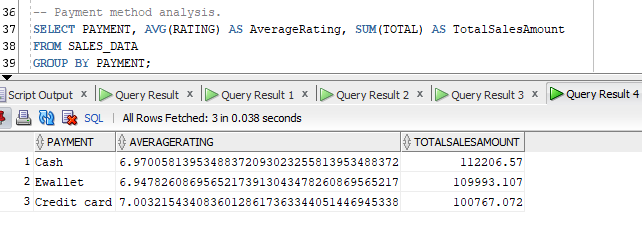 36 -- Payment method analysis.
37 SELECT PAYMENT, AVG(RATING) AS AverageRating, SUM(TOTAL) AS TotalSalesAmount
38 FROM SALES_DATA
39 GROUP BY PAYMENT;
Script Output x Query Result x Query Result 1 x Query Result 2 x Query Result 3 x Query Result 4
SQL | All Rows Fetched: 3 in 0.038 seconds
PAYMENT AVERAGERATING TOTALSALESAMOUNT
1 Cash 6.97005813953488372093023255813953488372 112206.57
2 Ewallet 6.94782608695652173913043478260869565217 109993.107
3 Credit card 7.00321543408360128617363344051446945338 100767.072